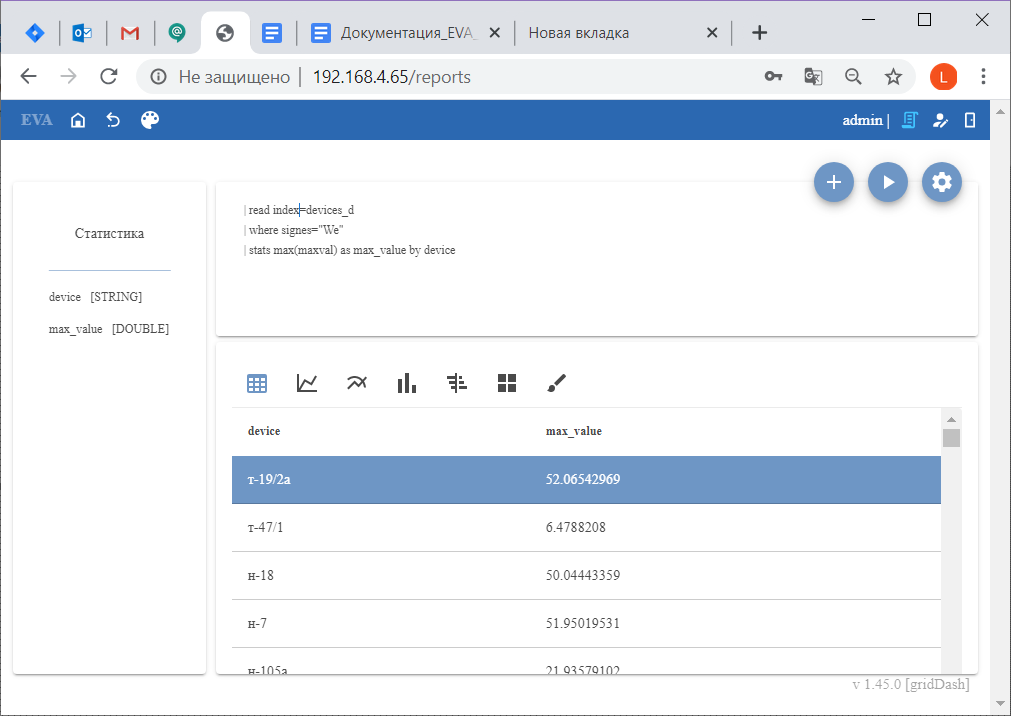 Документация_EVA_
Новая вкладка
Не защищено | 192.168.4.65/reports
L
EVA
admin |
Статистика
device [STRING]
max_value [DOUBLE]
| read index=devices_d
| where signes="We"
| stats max(maxval) as max_value by device
device max_value
т-19/2а 52.06542969
т-47/1 6.4788208
н-18 50.04443359
н-7 51.95019531
н-105а 21.93579102
v 1.45.0 [gridDash]